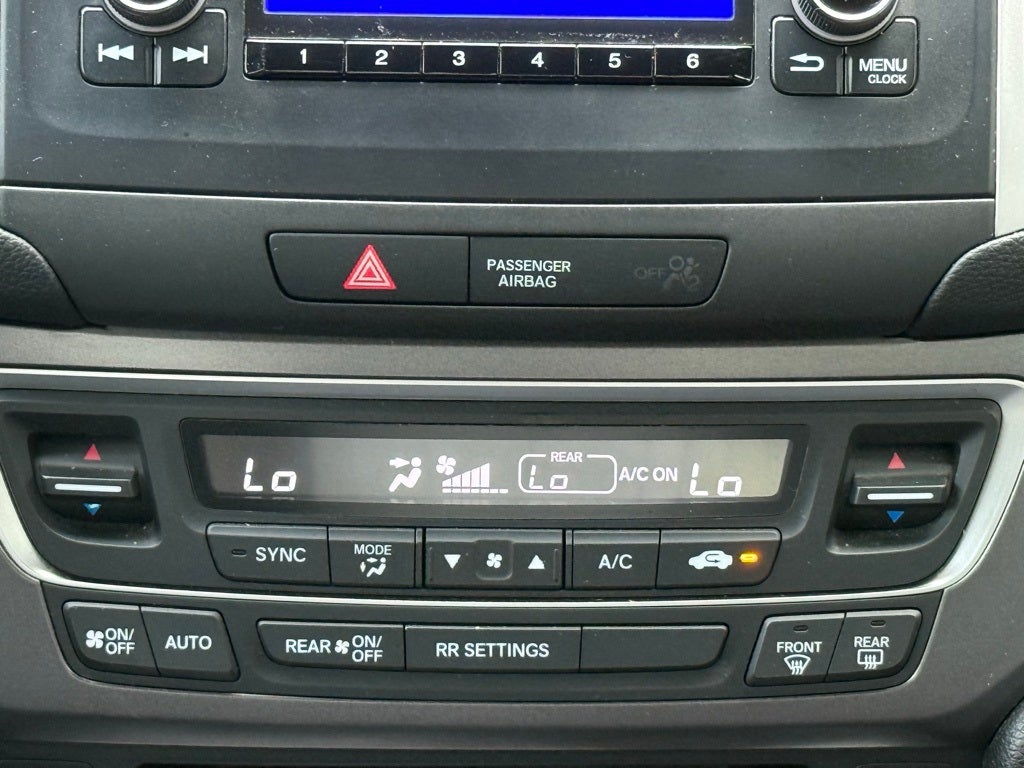 1 2 3 4 5 6
MENU
CLOCK
PASSENGER
AIRBAG
OFF
Lo
REAR
Lo
A/C ON
Lo
SYNC
MODE
A/C
ON/
OFF
AUTO
REAR ON/
OFF
RR SETTINGS
FRONT
REAR